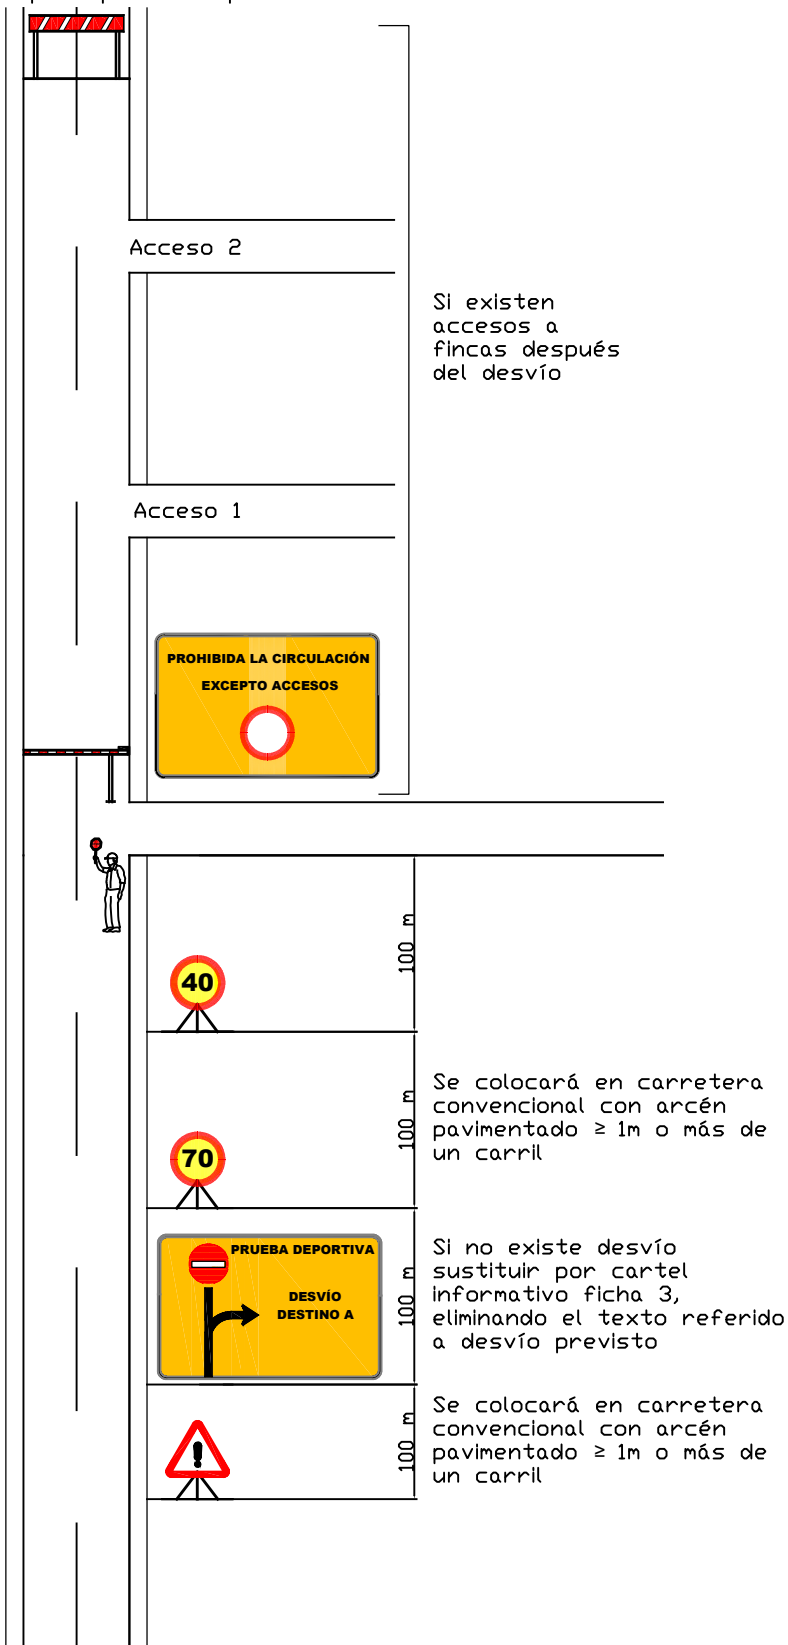 Acceso 2
Si existen
accesos a
fincas después
del desvío
Acceso 1
PROHIBIDA LA CIRCULACIÓN
EXCEPTO ACCESOS
100 m
40
100 m
Se colocará en carretera
convencional con arcén
pavimentado ≥ 1m o más de
un carril
70
PRUEBA DEPORTIVA
DESVÍO
DESTINO A
100 m
Si no existe desvío
sustituir por cartel
informativo ficha 3,
eliminando el texto referido
a desvío previsto
!
100 m
Se colocará en carretera
convencional con arcén
pavimentado ≥ 1m o más de
un carril